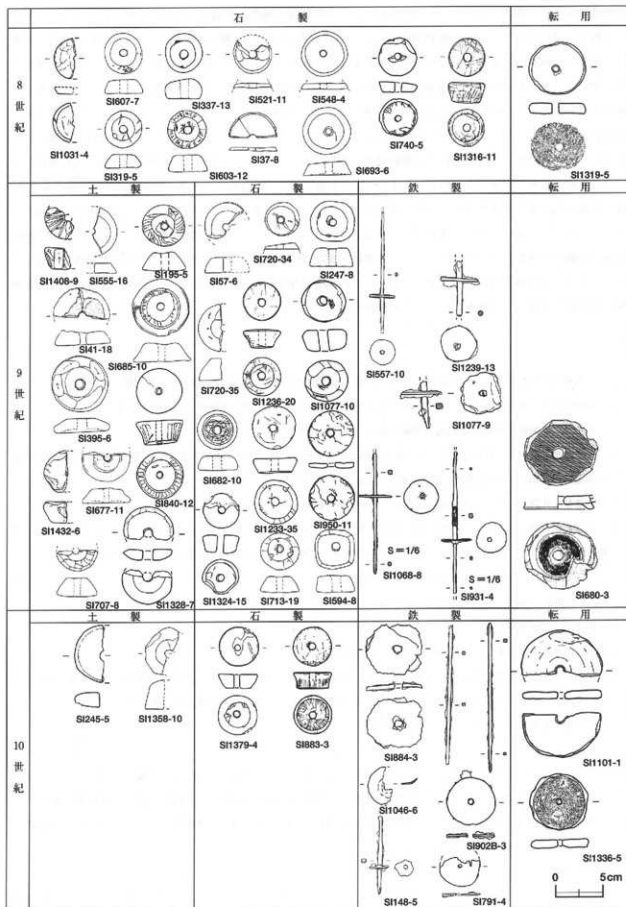 石 製
転 用
8世紀
SI1031-4
SI607-7
SI337-13
SI521-11
SI548-4
SI740-5
SI1316-11
SI1319-5
SI319-5
SI603-12
SI37-8
SI693-6
土 製
石 製
鉄 製
転 用
9世紀
SI1408-9
SI555-16
SI195-5
SI41-18
SI685-10
SI395-6
SI840-12
SI677-11
SI1432-6
SI707-8
SI1328-7
SI57-6
SI720-34
SI247-8
SI720-35
SI1236-20
SI1077-10
SI682-10
SI1233-35
SI950-11
SI1324-15
SI713-19
SI594-8
SI557-10
SI1239-13
SI1077-9
S=1/6
SI1068-8
S=1/6
SI931-4
SI680-3
土 製
石 製
鉄 製
転 用
10世紀
SI245-5
SI1358-10
SI1379-4
SI883-3
SI884-3
SI1046-6
SI902B-3
SI148-5
SI791-4
SI1101-1
SI1336-5
0 5cm